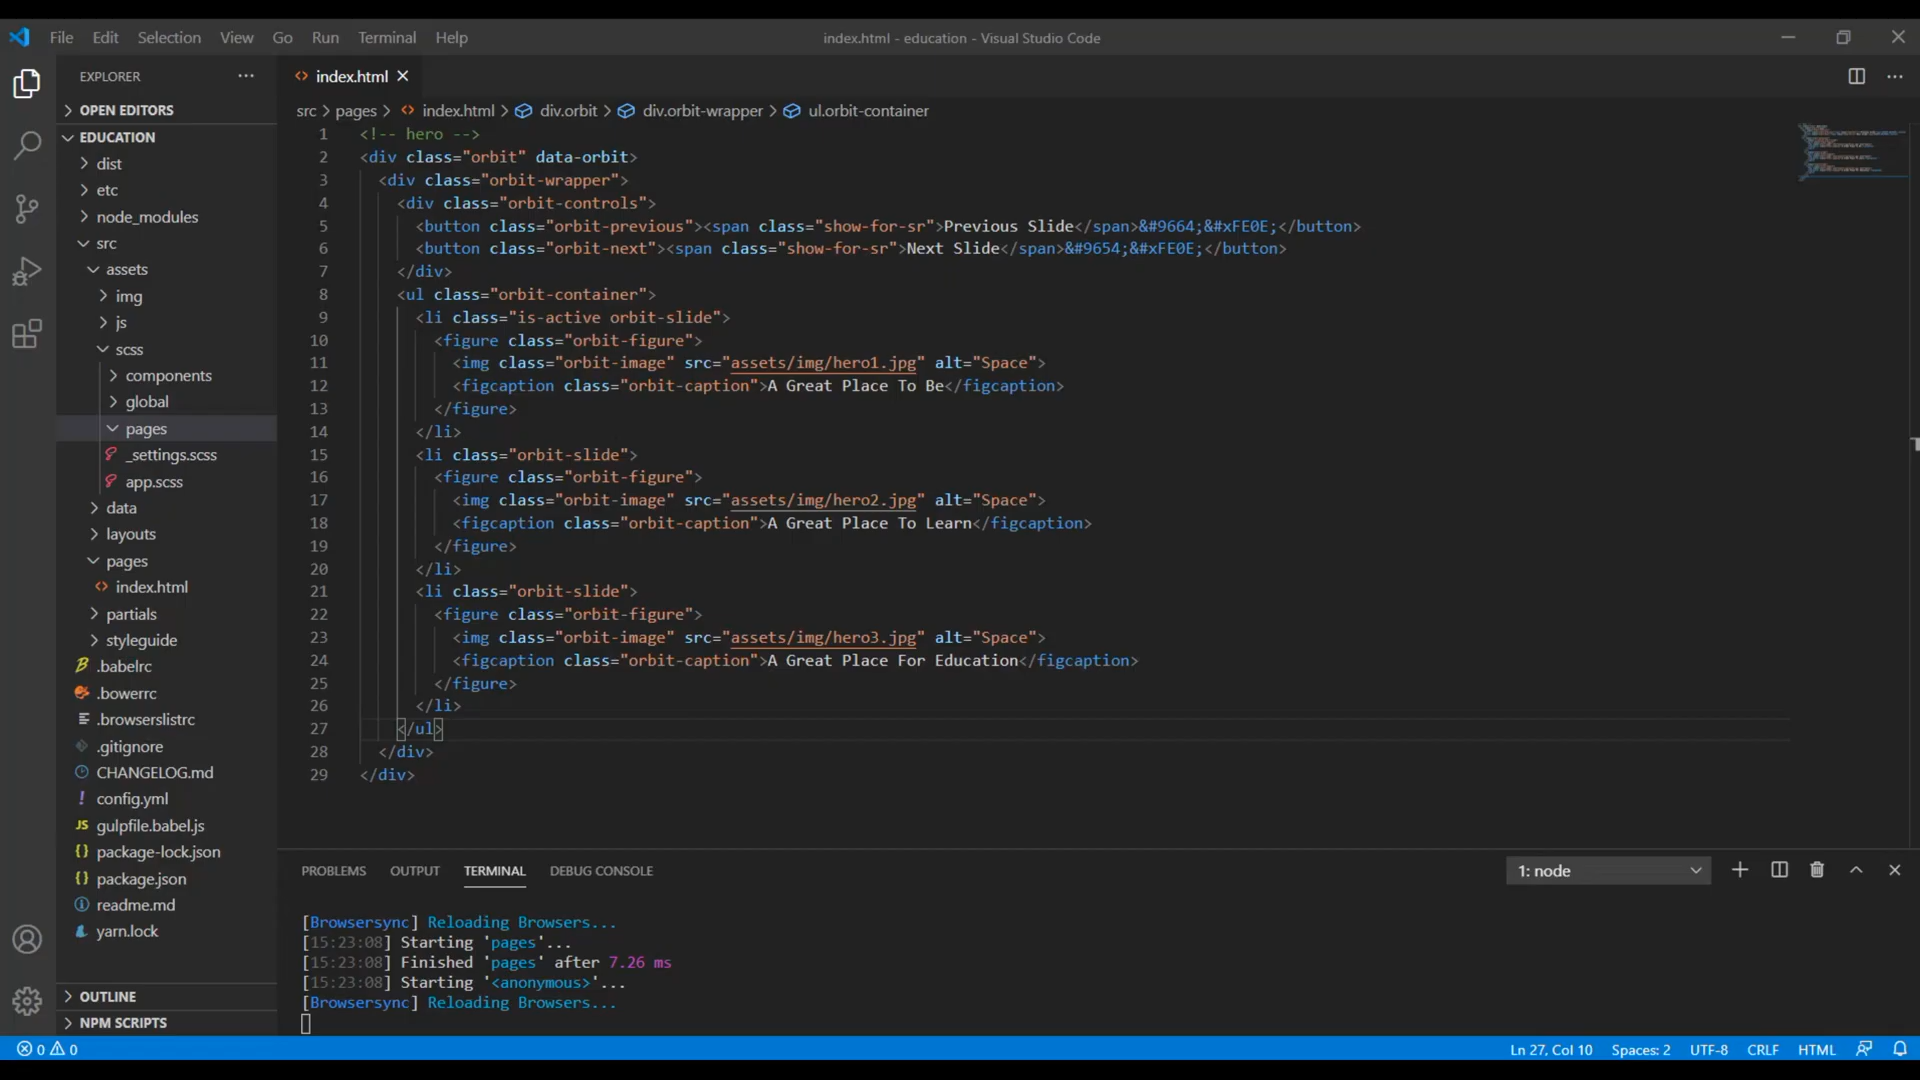 File Edit Selection View Go Run Terminal Help
index.html - education - Visual Studio Code
EXPLORER
OPEN EDITORS
EDUCATION
dist
etc
node_modules
src
assets
img
js
scss
components
global
pages
_settings.scss
app.scss
data
layouts
pages
index.html
partials
styleguide
.babelrc
.bowerrc
.browserslistrc
.gitignore
CHANGELOG.md
config.yml
gulpfile.babel.js
package-lock.json
package.json
readme.md
yarn.lock
OUTLINE
NPM SCRIPTS
index.html
src > pages > index.html > div.orbit > div.orbit-wrapper > ul.orbit-container
1 <!-- hero -->
2 <div class="orbit" data-orbit>
3 <div class="orbit-wrapper">
4 <div class="orbit-controls">
5 <button class="orbit-previous"><span class="show-for-sr">Previous Slide</span>&#9664;&#xFE0E;</button>
6 <button class="orbit-next"><span class="show-for-sr">Next Slide</span>&#9654;&#xFE0E;</button>
7 </div>
8 <ul class="orbit-container">
9 <li class="is-active orbit-slide">
10 <figure class="orbit-figure">
11 <img class="orbit-image" src="assets/img/hero1.jpg" alt="Space">
12 <figcaption class="orbit-caption">A Great Place To Be</figcaption>
13 </figure>
14 </li>
15 <li class="orbit-slide">
16 <figure class="orbit-figure">
17 <img class="orbit-image" src="assets/img/hero2.jpg" alt="Space">
18 <figcaption class="orbit-caption">A Great Place To Learn</figcaption>
19 </figure>
20 </li>
21 <li class="orbit-slide">
22 <figure class="orbit-figure">
23 <img class="orbit-image" src="assets/img/hero3.jpg" alt="Space">
24 <figcaption class="orbit-caption">A Great Place For Education</figcaption>
25 </figure>
26 </li>
27 </ul>
28 </div>
29 </div>
PROBLEMS OUTPUT TERMINAL DEBUG CONSOLE
1: node
[Browsersync] Reloading Browsers...
[15:23:08] Starting 'pages'...
[15:23:08] Finished 'pages' after 7.26 ms
[15:23:08] Starting '<anonymous>'...
[Browsersync] Reloading Browsers...
0 0
Ln 27, Col 10 Spaces: 2 UTF-8 CRLF HTML